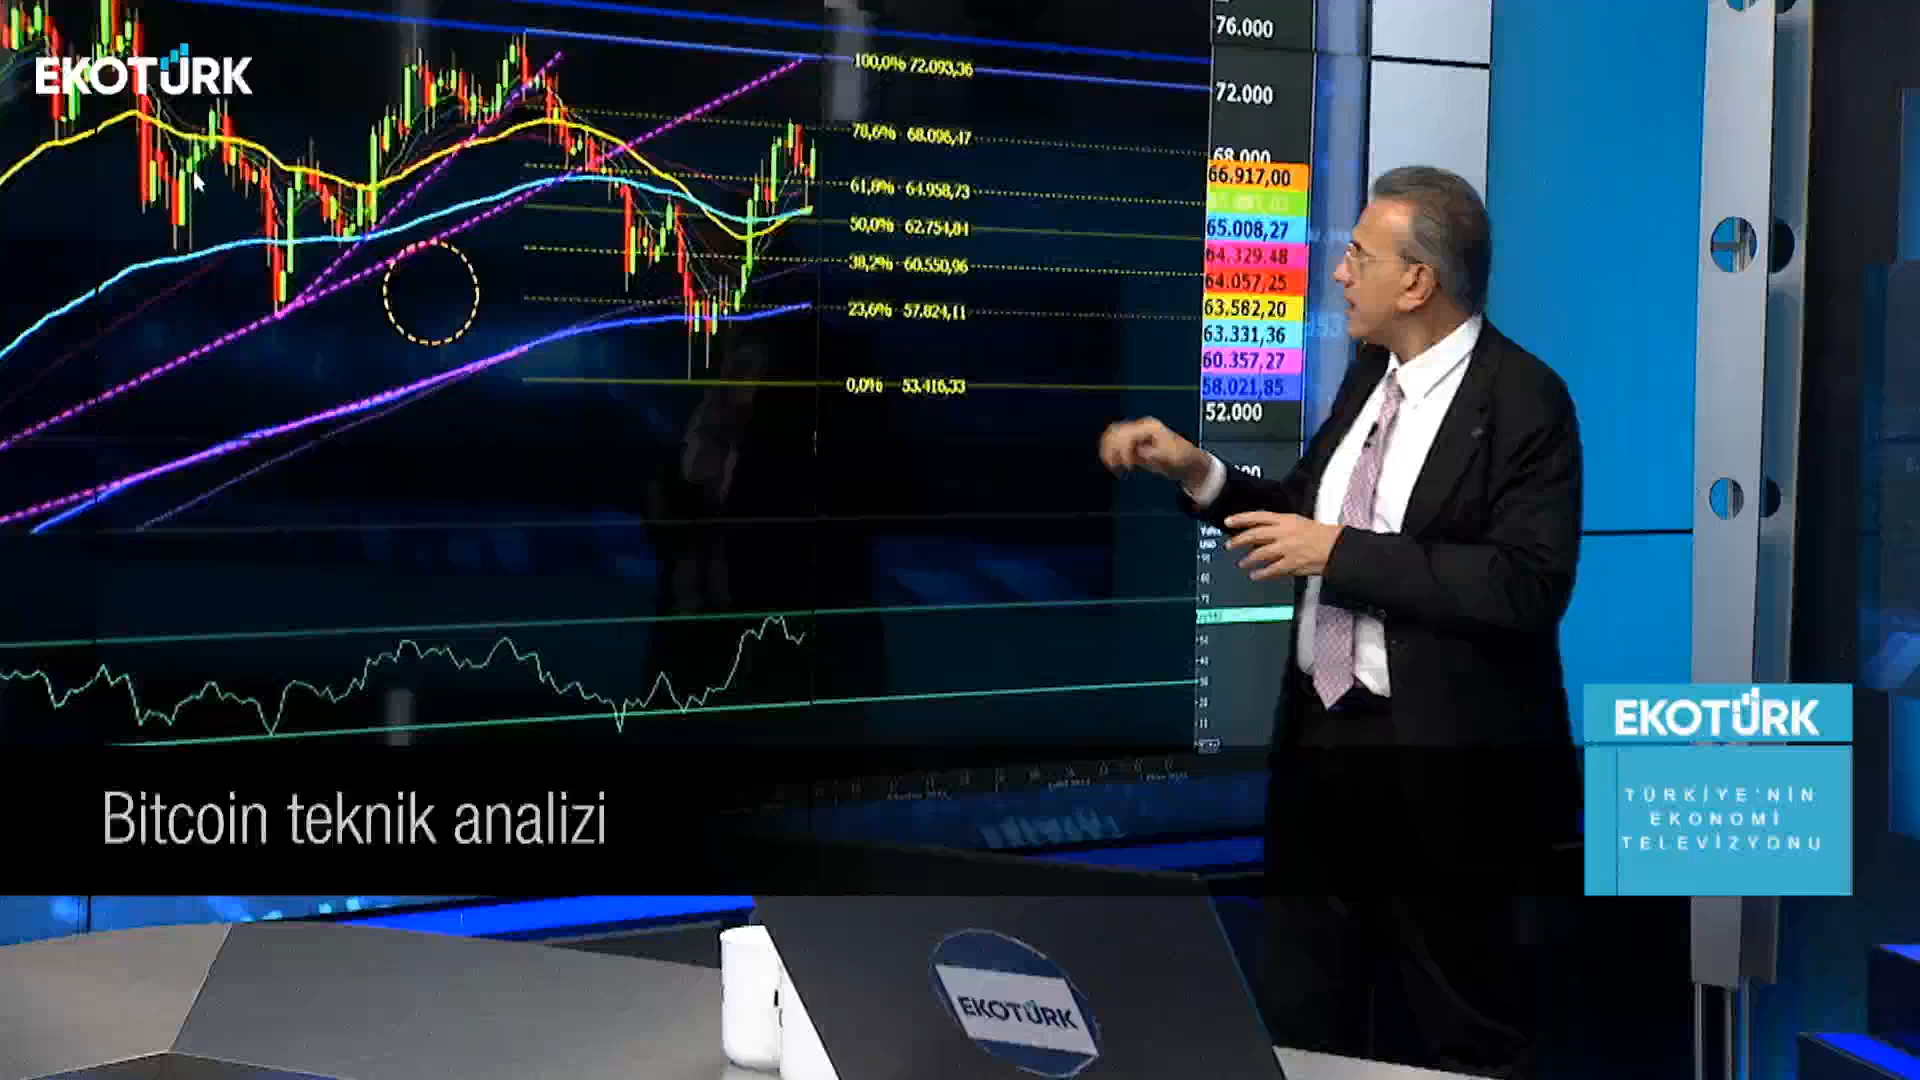 EKOTÜRK
100,0% 72.093,36
78,6% 68.096,47
61,8% 64.958,73
50,0% 62.754,84
38,2% 60.550,96
23,6% 57.824,11
0,0% 53.416,33
76.000
72.000
68.000
66.917,00
65.008,27
64.329,48
64.057,25
63.582,20
63.331,36
60.357,27
58.021,85
52.000
Bitcoin teknik analizi
EKOTÜRK
TÜRKİYE'NİN
EKONOMİ
TELEVİZYONU
EKOTÜRK